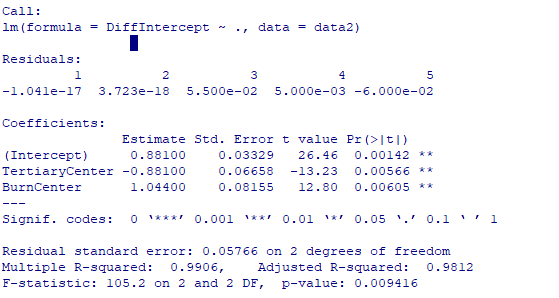 Call:
lm(formula = DiffIntercept ~ ., data = data2)
Residuals:
1 2 3 4 5
-1.041e-17 3.723e-18 5.500e-02 5.000e-03 -6.000e-02
Coefficients:
Estimate Std. Error t value Pr(>|t|)
(Intercept) 0.88100 0.03329 26.46 0.00142 **
TertiaryCenter -0.88100 0.06658 -13.23 0.00566 **
BurnCenter 1.04400 0.08155 12.80 0.00605 **
---
Signif. codes: 0 ‘***’ 0.001 ‘**’ 0.01 ‘*’ 0.05 ‘.’ 0.1 ‘ ’ 1
Residual standard error: 0.05766 on 2 degrees of freedom
Multiple R-squared: 0.9906, Adjusted R-squared: 0.9812
F-statistic: 105.2 on 2 and 2 DF, p-value: 0.009416